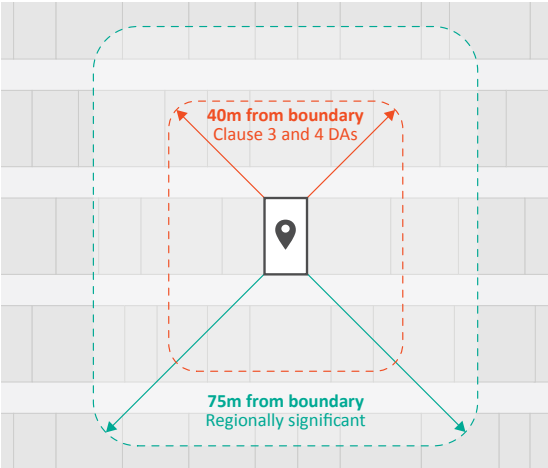 40m from boundary
Clause 3 and 4 DAs
75m from boundary
Regionally significant